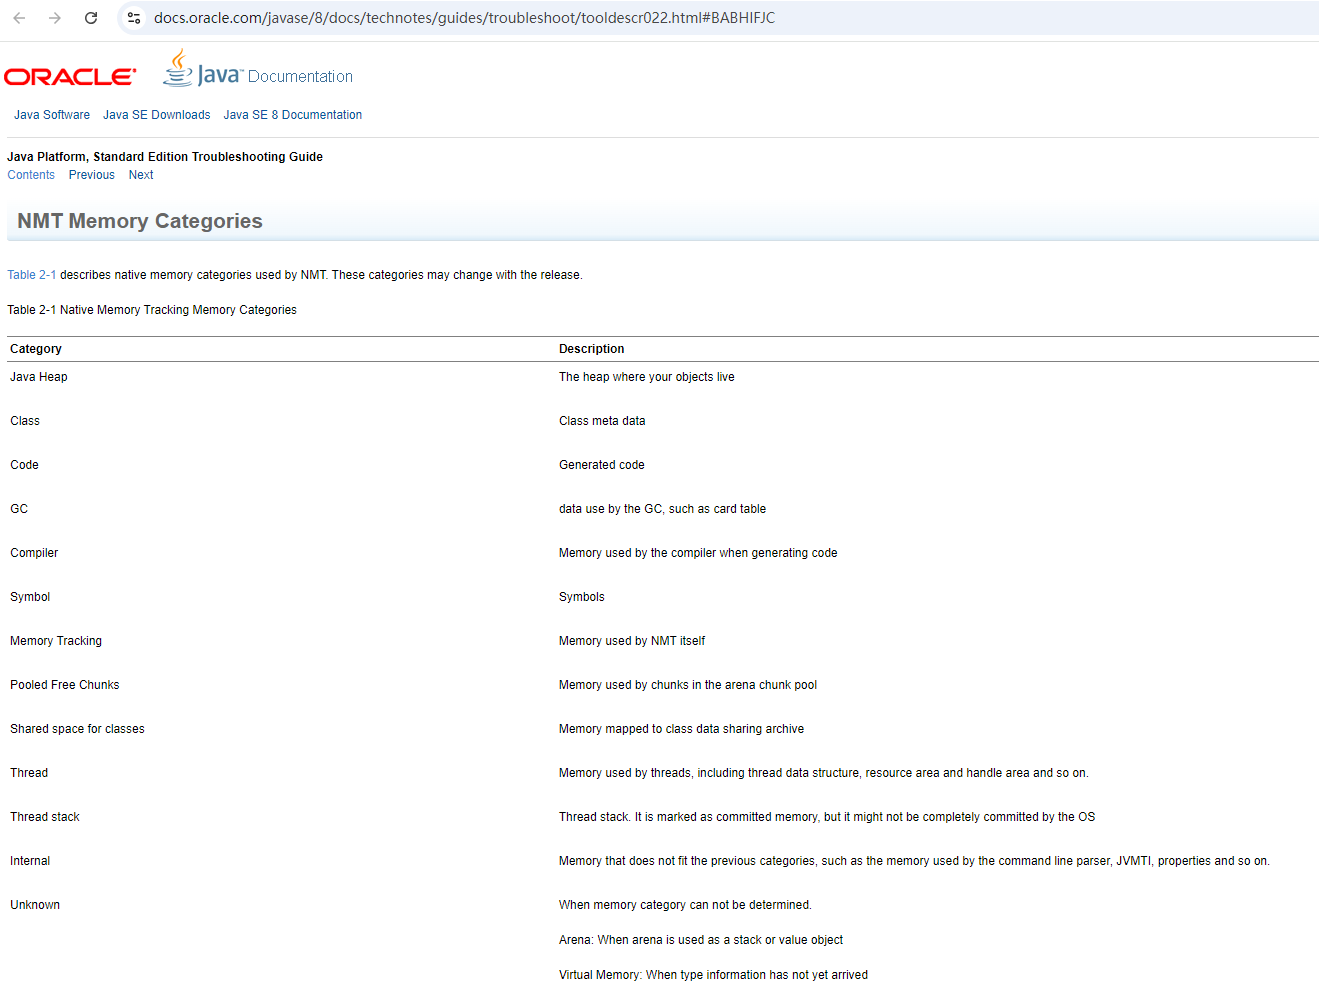 docs.oracle.com/javase/8/docs/technotes/guides/troubleshoot/tooldescr022.html#BABHIFJC
ORACLE Java Documentation
Java Software Java SE Downloads Java SE 8 Documentation
Java Platform, Standard Edition Troubleshooting Guide
Contents Previous Next
NMT Memory Categories
Table 2-1 describes native memory categories used by NMT. These categories may change with the release.
Table 2-1 Native Memory Tracking Memory Categories
Category Description
Java Heap The heap where your objects live
Class Class meta data
Code Generated code
GC data use by the GC, such as card table
Compiler Memory used by the compiler when generating code
Symbol Symbols
Memory Tracking Memory used by NMT itself
Pooled Free Chunks Memory used by chunks in the arena chunk pool
Shared space for classes Memory mapped to class data sharing archive
Thread Memory used by threads, including thread data structure, resource area and handle area and so on.
Thread stack Thread stack. It is marked as committed memory, but it might not be completely committed by the OS
Internal Memory that does not fit the previous categories, such as the memory used by the command line parser, JVMTI, properties and so on.
Unknown When memory category can not be determined.
Arena: When arena is used as a stack or value object
Virtual Memory: When type information has not yet arrived